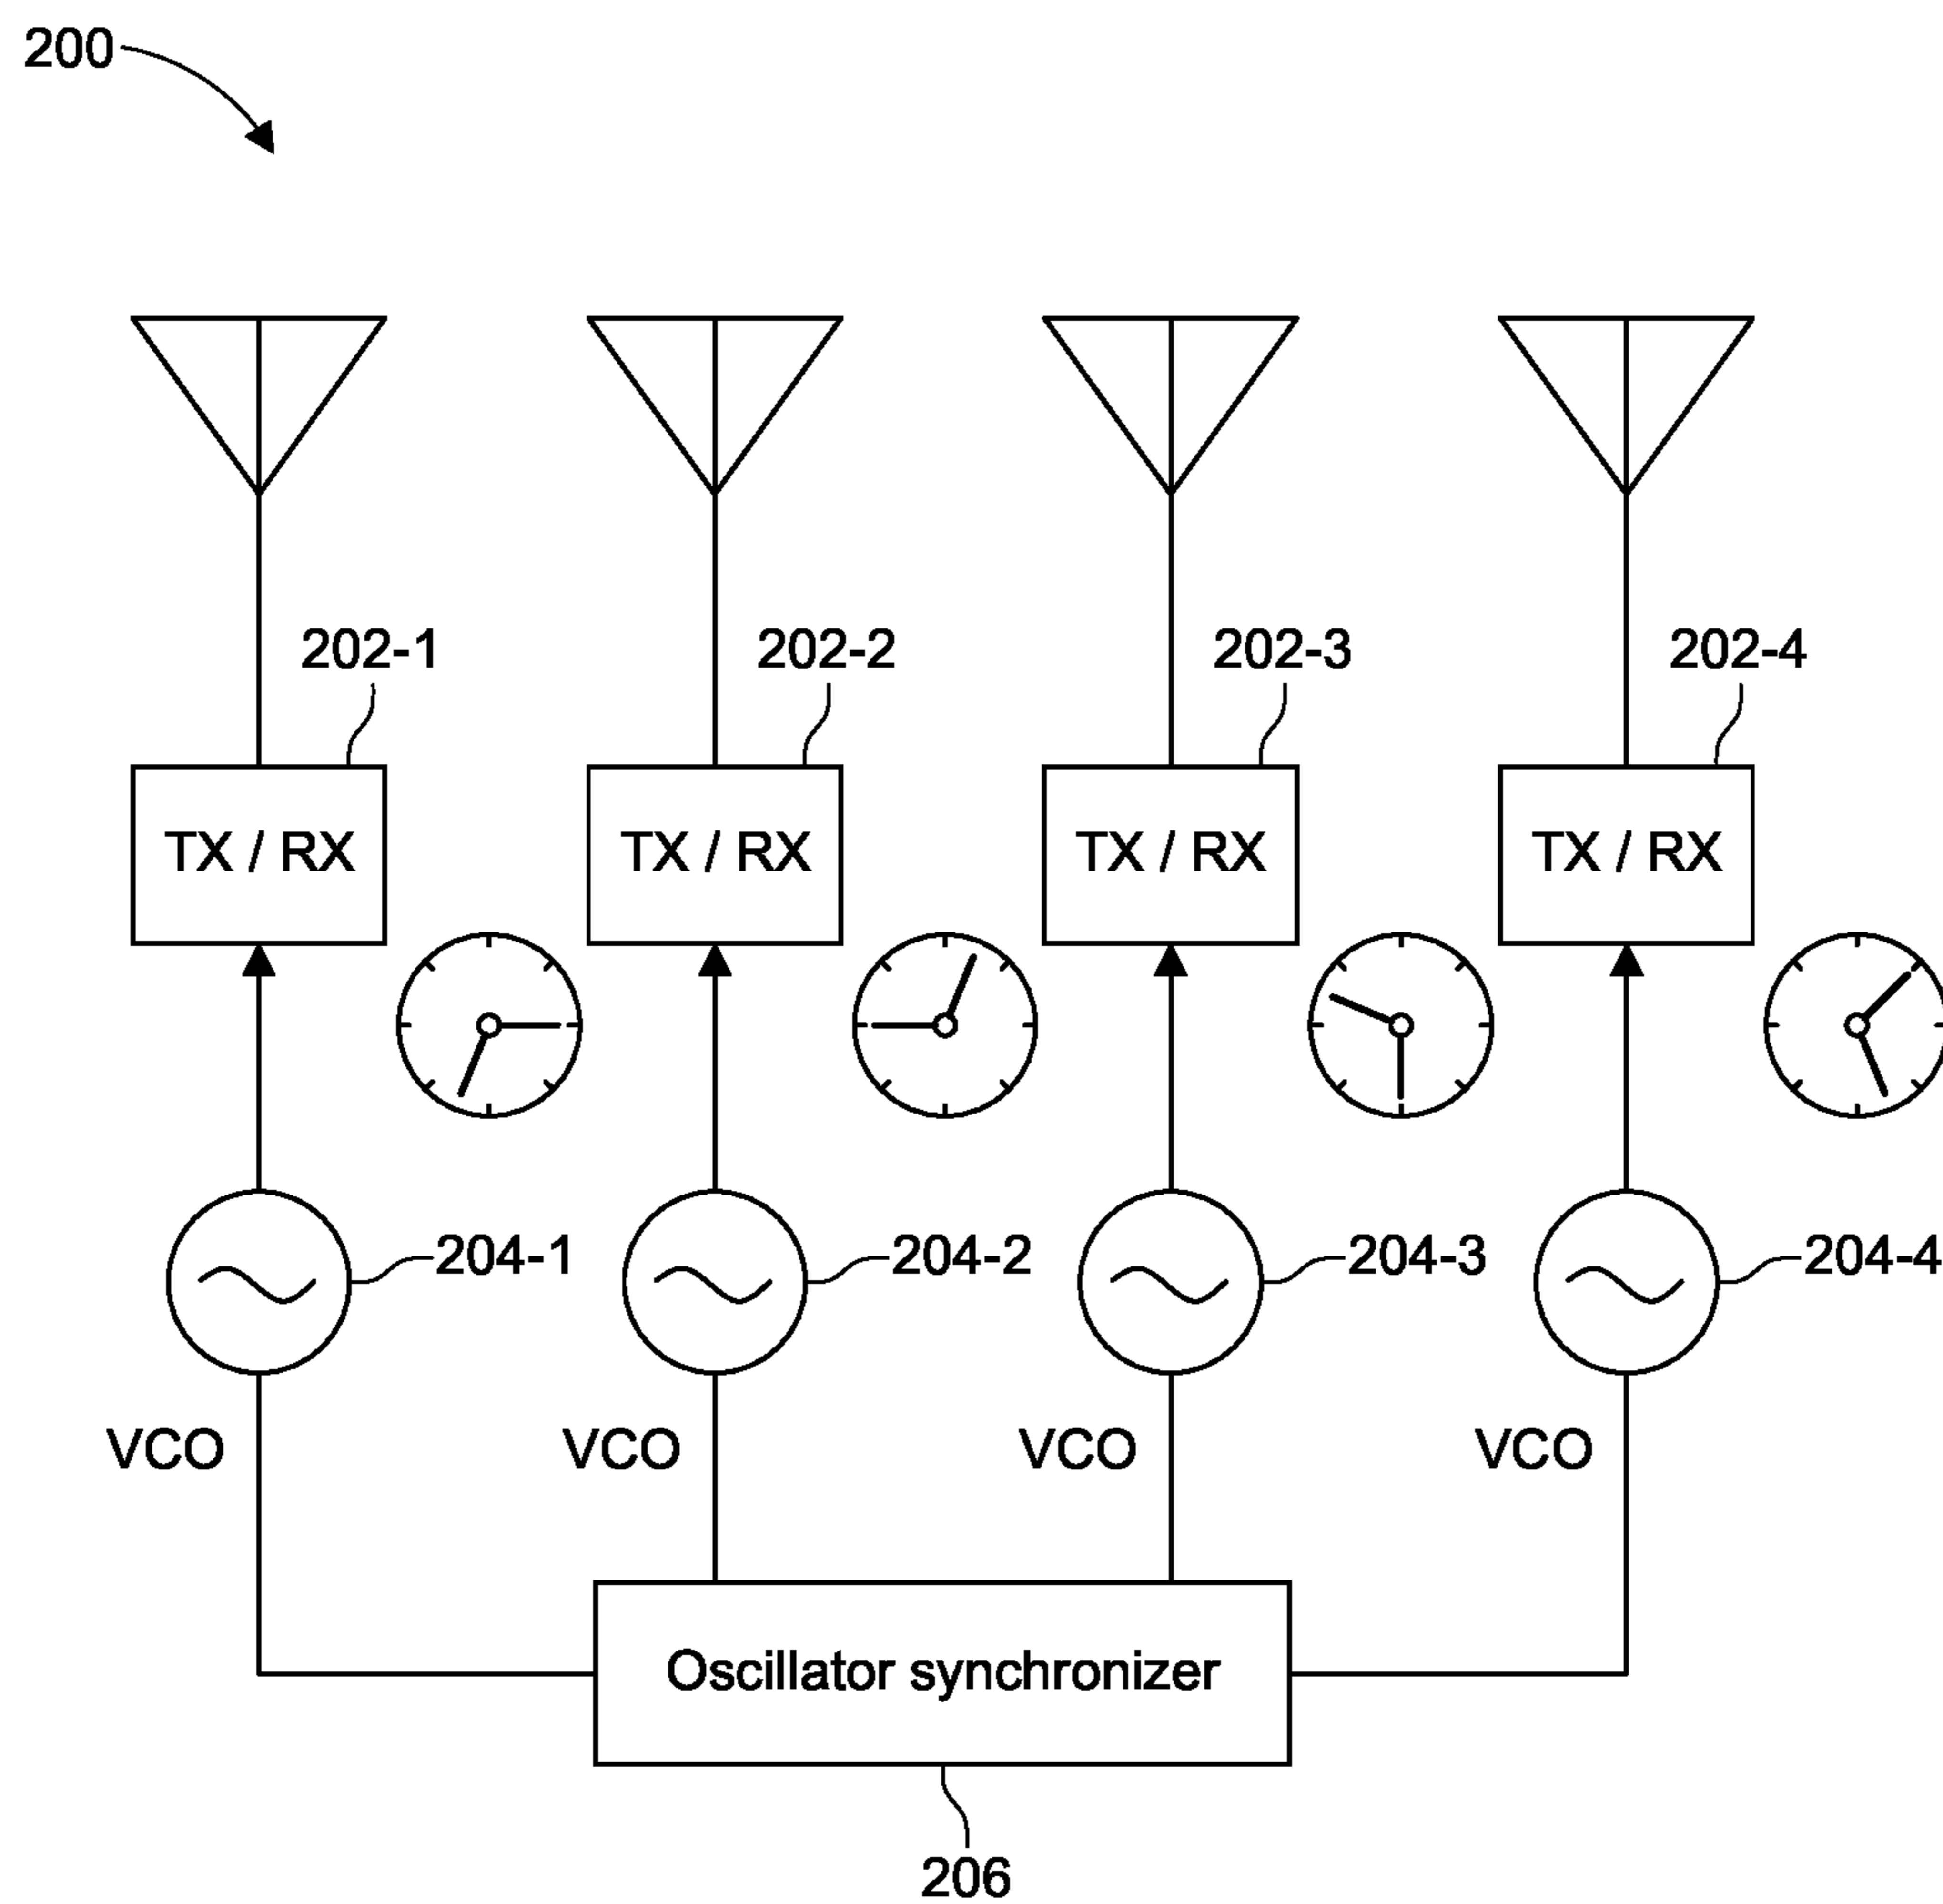 200
202-1 202-2 202-3 202-4
TX / RX TX / RX TX / RX TX / RX
204-1 204-2 204-3 204-4
VCO VCO VCO VCO
Oscillator synchronizer
206